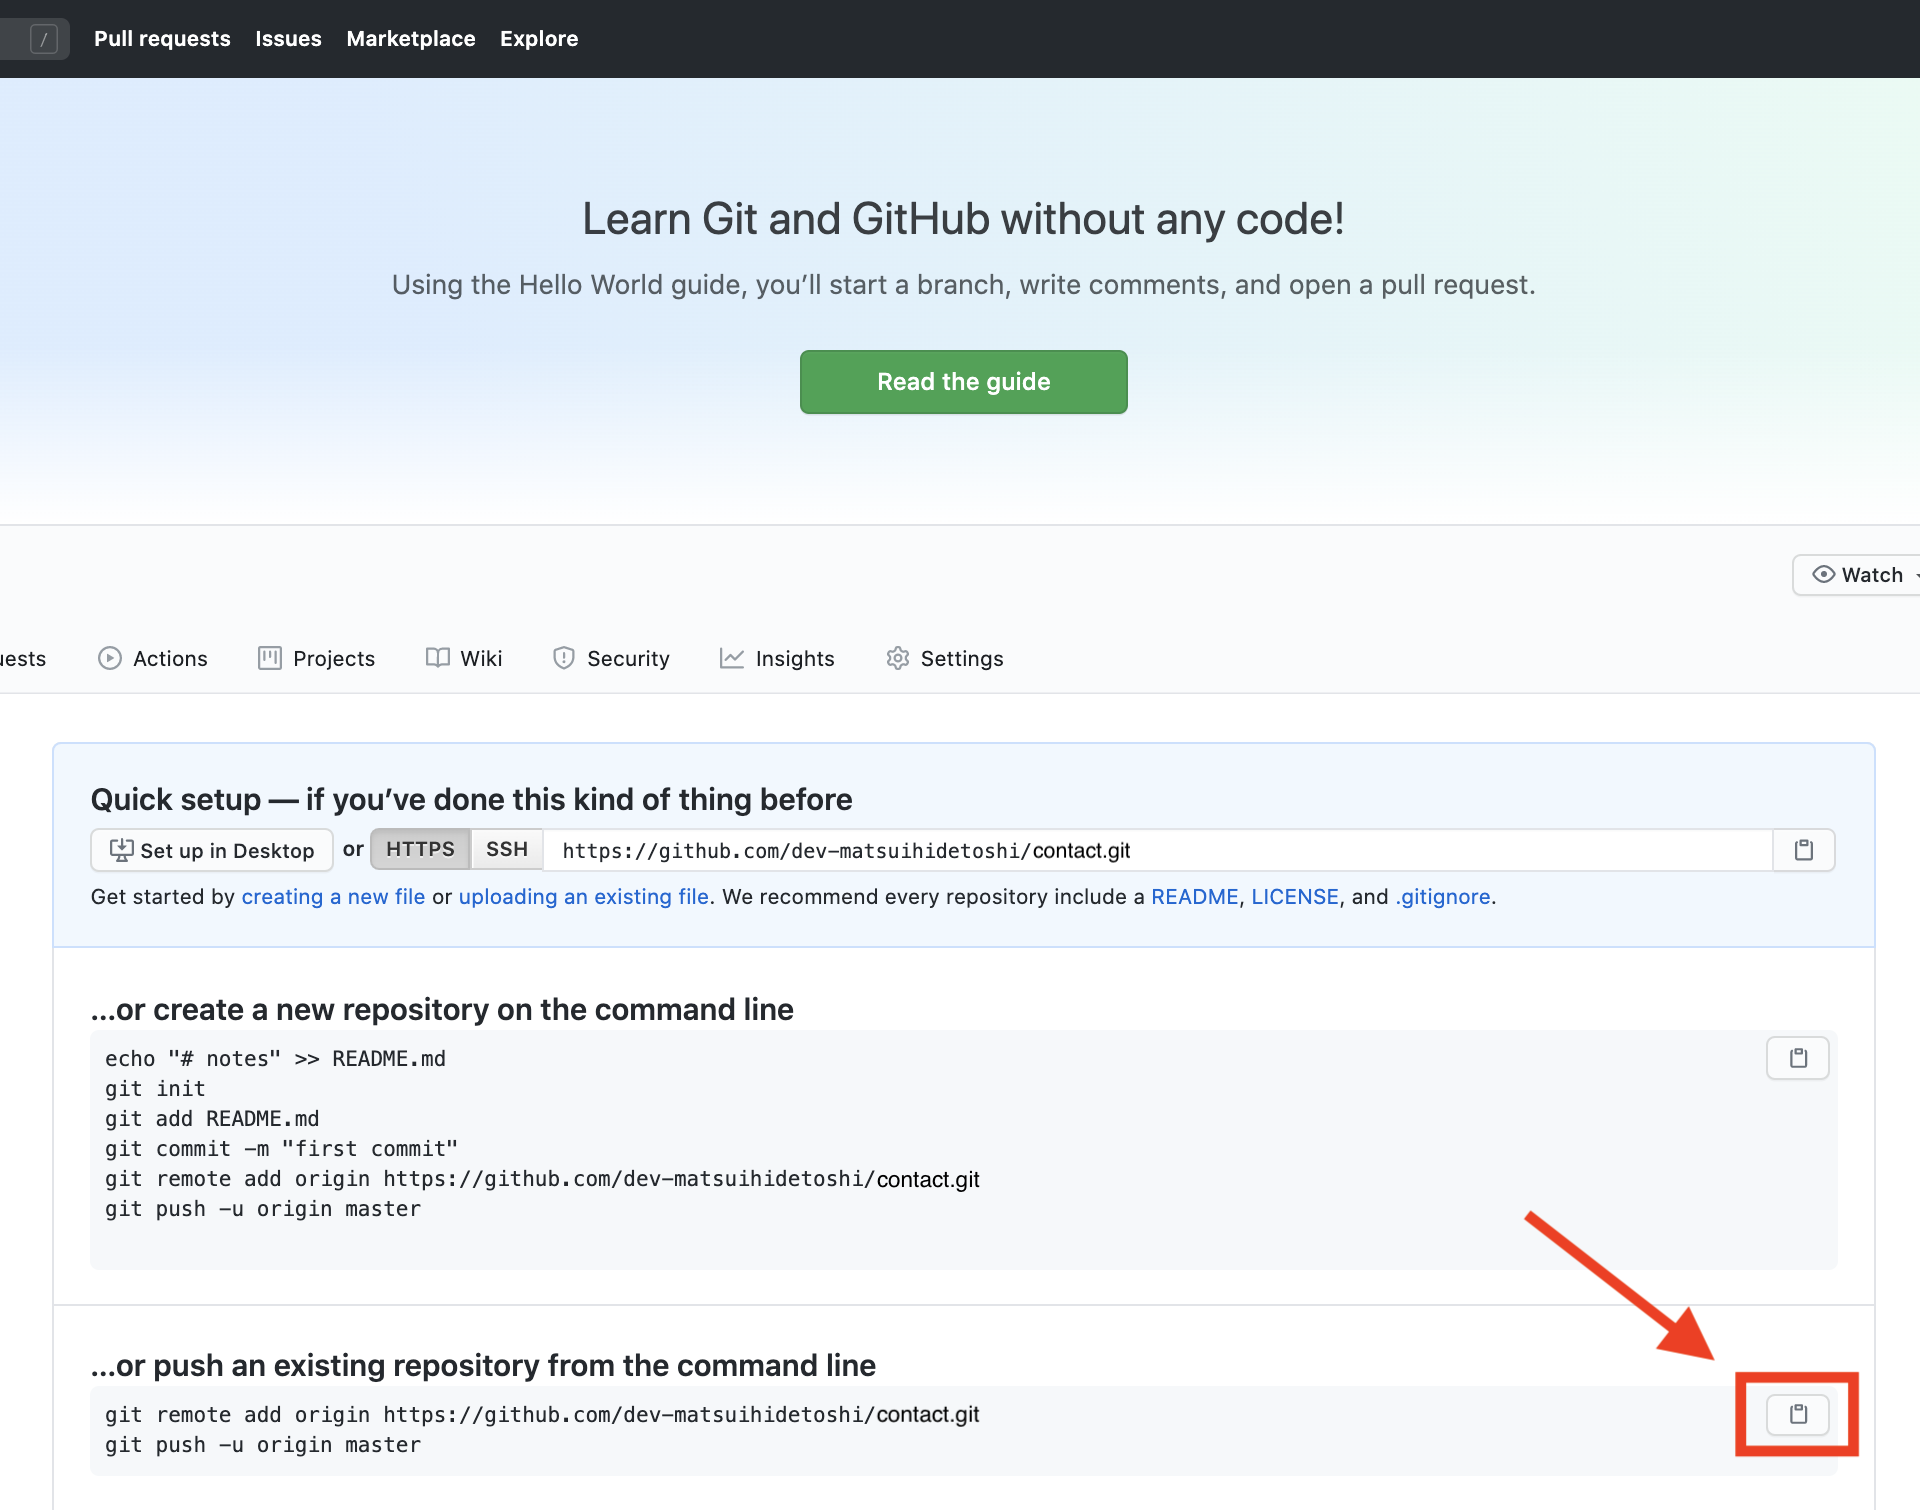 / Pull requests Issues Marketplace Explore
Learn Git and GitHub without any code!
Using the Hello World guide, you’ll start a branch, write comments, and open a pull request.
Read the guide
Watch
uests Actions Projects Wiki Security Insights Settings
Quick setup — if you’ve done this kind of thing before
Set up in Desktop or HTTPS SSH https://github.com/dev-matsuihidetoshi/contact.git
Get started by creating a new file or uploading an existing file. We recommend every repository include a README, LICENSE, and .gitignore.
...or create a new repository on the command line
echo "# notes" >> README.md
git init
git add README.md
git commit -m "first commit"
git remote add origin https://github.com/dev-matsuihidetoshi/contact.git
git push -u origin master
...or push an existing repository from the command line
git remote add origin https://github.com/dev-matsuihidetoshi/contact.git
git push -u origin master